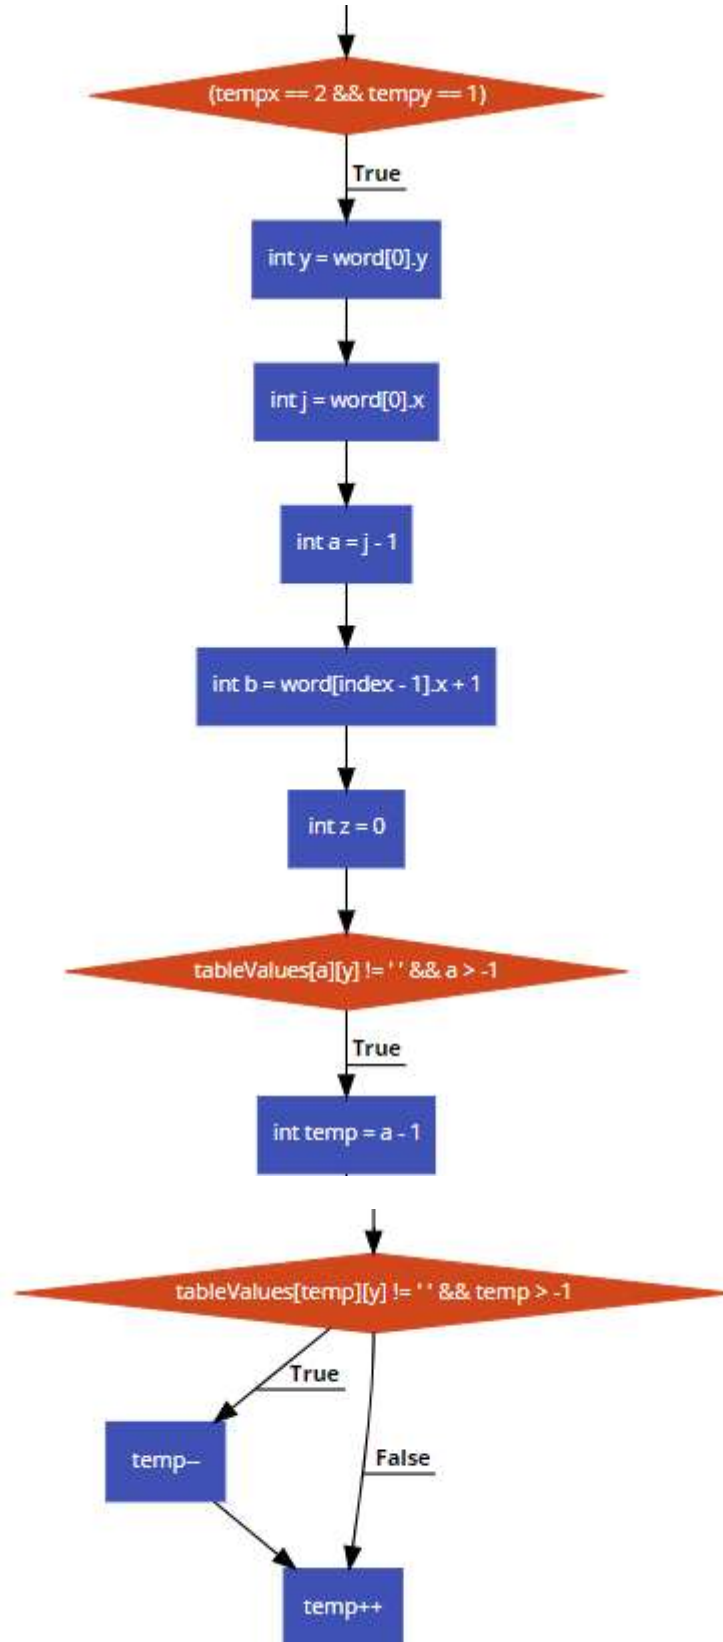 (tempx == 2 && tempy == 1)
True
int y = word[0].y
int j = word[0].x
int a = j - 1
int b = word[index - 1].x + 1
int z = 0
tableValues[a][y] != ' ' && a > -1
True
int temp = a - 1
tableValues[temp][y] != ' ' && temp > -1
True
False
temp--
temp++